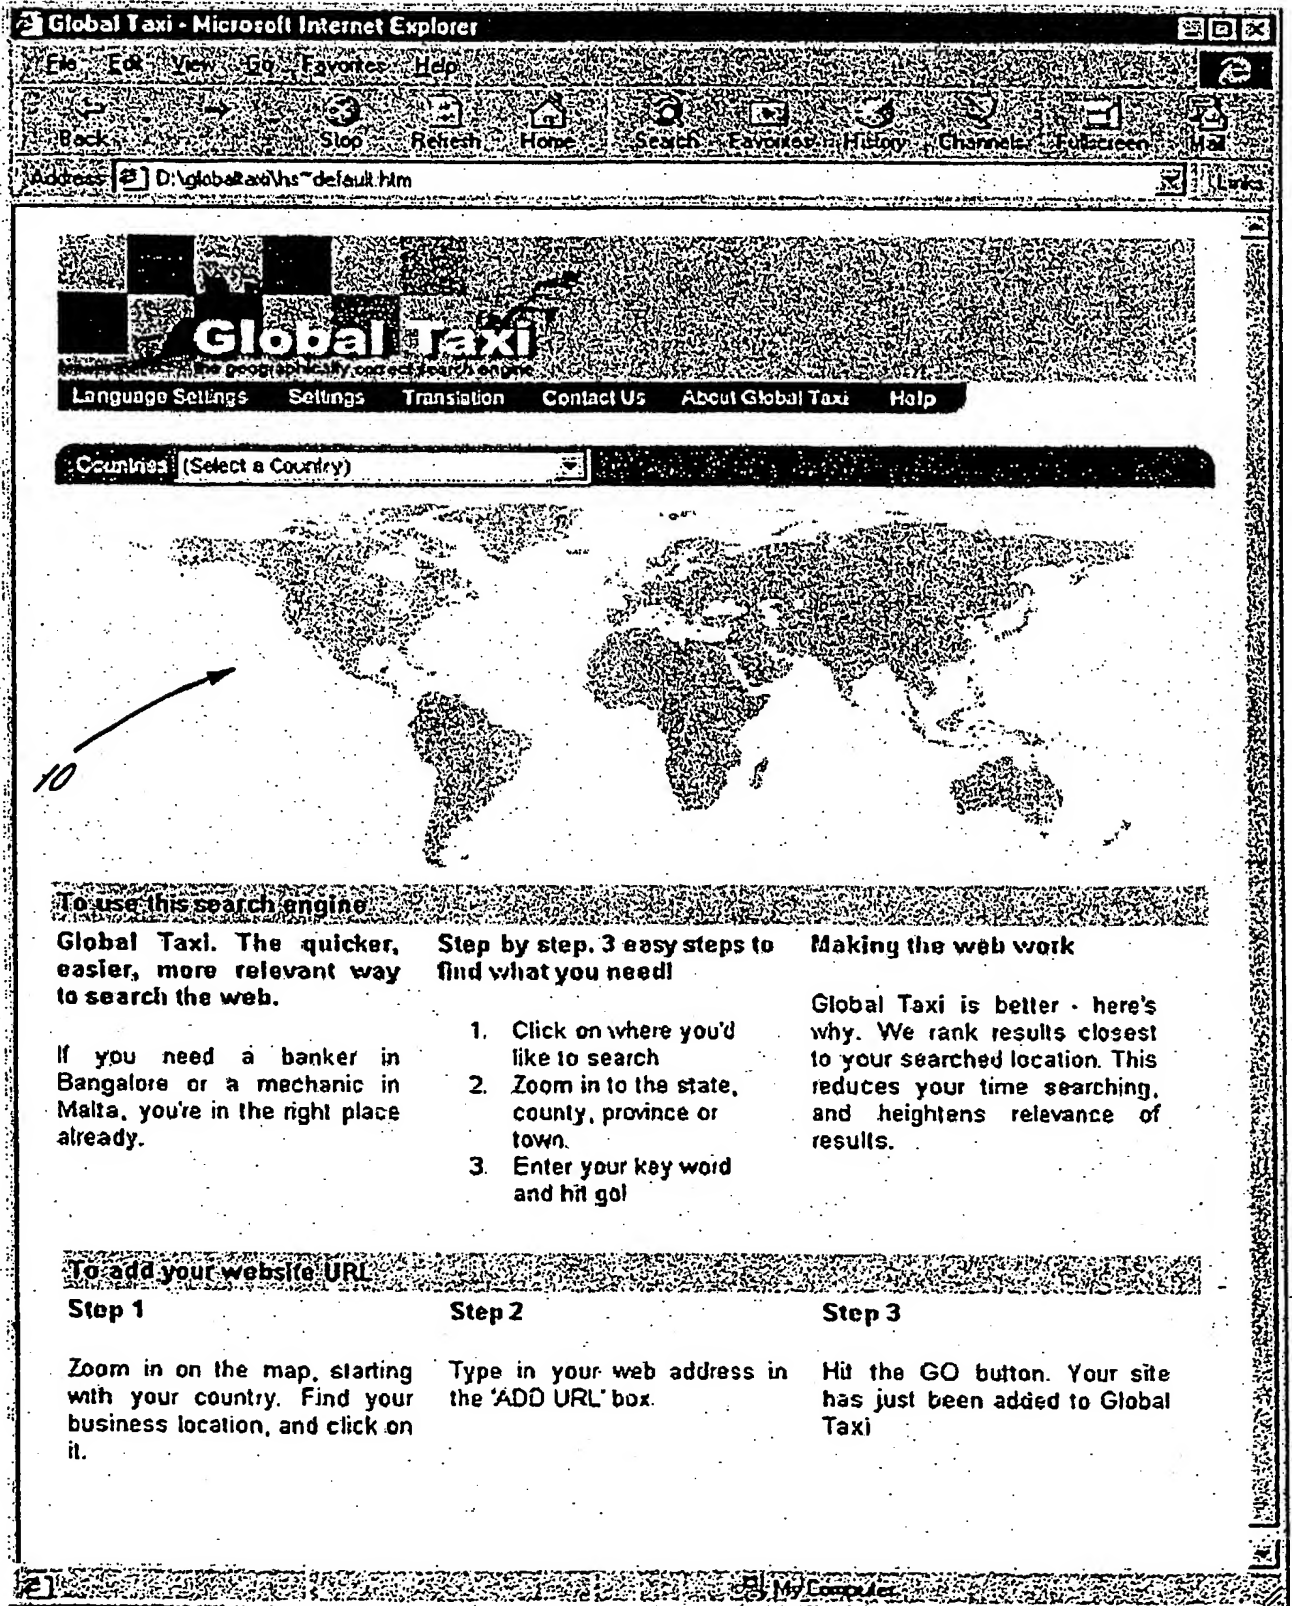 Global Taxi - Microsoft Internet Explorer
File Edit View Go Favorites Help
Back Stop Refresh Home Search Favorites History Channels Fullscreen Mail
Address D:\globaltaxi\hs~default.htm Links
Global Taxi
the geographically correct search engine
Language Settings Settings Translation Contact Us About Global Taxi Help
Countries (Select a Country)
10
To use this search engine
Global Taxi. The quicker,
easier, more relevant way
to search the web.
If you need a banker in
Bangalore or a mechanic in
Malta, you're in the right place
already.
Step by step. 3 easy steps to
find what you need!
1. Click on where you'd
like to search
2. Zoom in to the state,
county, province or
town.
3. Enter your key word
and hit go!
Making the web work
Global Taxi is better - here's
why. We rank results closest
to your searched location. This
reduces your time searching,
and heightens relevance of
results.
To add your website URL
Step 1
Zoom in on the map, starting
with your country. Find your
business location, and click on
it.
Step 2
Type in your web address in
the 'ADD URL' box.
Step 3
Hit the GO button. Your site
has just been added to Global
Taxi
My Computer